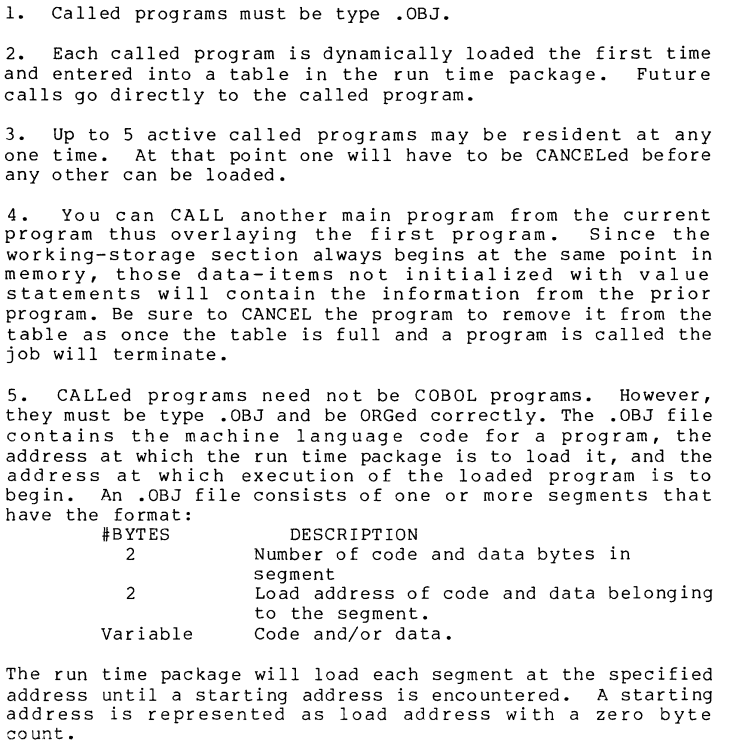 1.  Called programs must be type .OBJ.
2.  Each called program is dynamically loaded the first time
and entered into a table in the run time package.  Future
calls go directly to the called program.
3.  Up to 5 active called programs may be resident at any
one time.  At that point one will have to be CANCELed before
any other can be loaded.
4.  You can CALL another main program from the current
program thus overlaying the first program.  Since the
working-storage section always begins at the same point in
memory, those data-items not initialized with value
statements will contain the information from the prior
program. Be sure to CANCEL the program to remove it from the
table as once the table is full and a program is called the
job will terminate.
5.  CALLed programs need not be COBOL programs.  However,
they must be type .OBJ and be ORGed correctly. The .OBJ file
contains the machine language code for a program, the
address at which the run time package is to load it, and the
address at which execution of the loaded program is to
begin.  An .OBJ file consists of one or more segments that
have the format:
#BYTES          DESCRIPTION
2          Number of code and data bytes in
segment
2          Load address of code and data belonging
to the segment.
Variable     Code and/or data.
The run time package will load each segment at the specified
address until a starting address is encountered.  A starting
address is represented as load address with a zero byte
count.